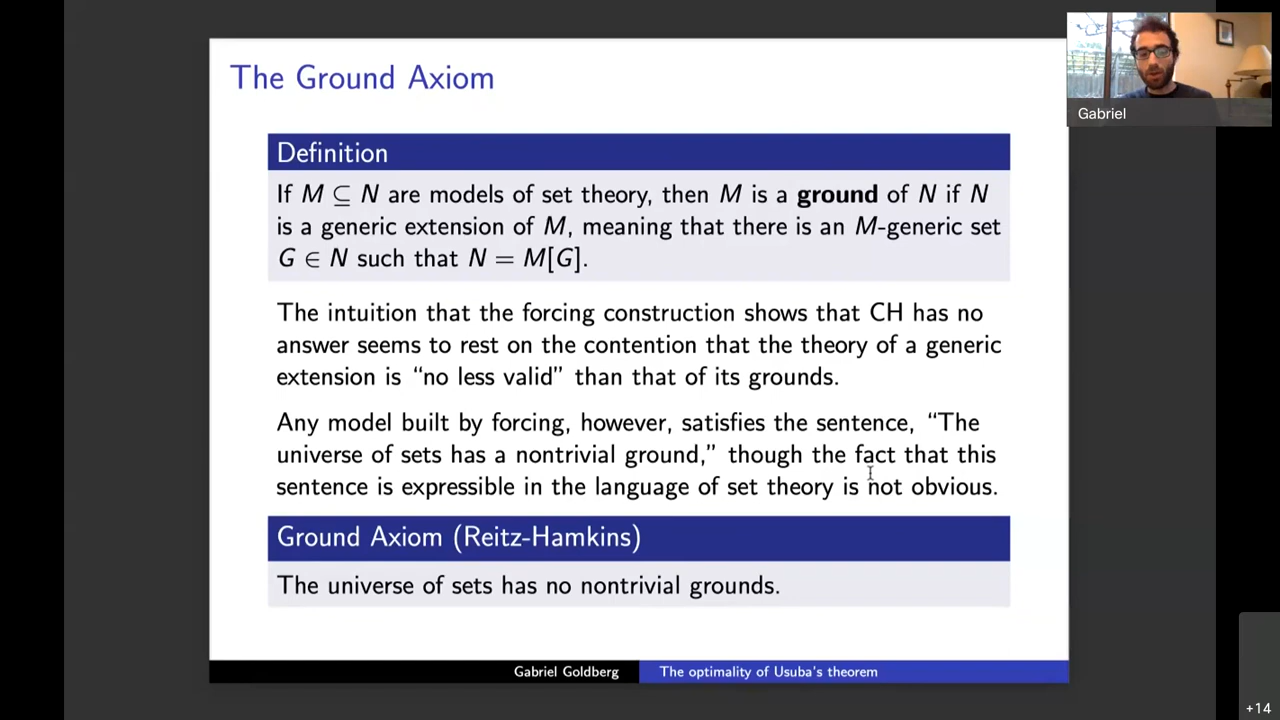 The Ground Axiom
Definition
If M ⊆ N are models of set theory, then M is a ground of N if N
is a generic extension of M, meaning that there is an M-generic set
G ∈ N such that N = M[G].
The intuition that the forcing construction shows that CH has no
answer seems to rest on the contention that the theory of a generic
extension is “no less valid” than that of its grounds.
Any model built by forcing, however, satisfies the sentence, “The
universe of sets has a nontrivial ground,” though the fact that this
sentence is expressible in the language of set theory is not obvious.
Ground Axiom (Reitz-Hamkins)
The universe of sets has no nontrivial grounds.
Gabriel Goldberg
The optimality of Usuba's theorem
Gabriel
+14